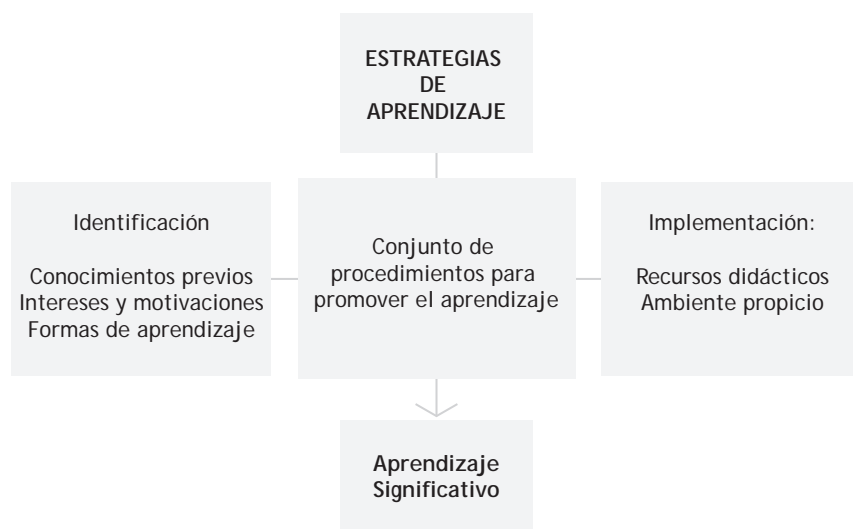 ESTRATEGIAS
DE
APRENDIZAJE
Identificación
Conocimientos previos
Intereses y motivaciones
Formas de aprendizaje
Conjunto de
procedimientos para
promover el aprendizaje
Implementación:
Recursos didácticos
Ambiente propicio
Aprendizaje
Significativo